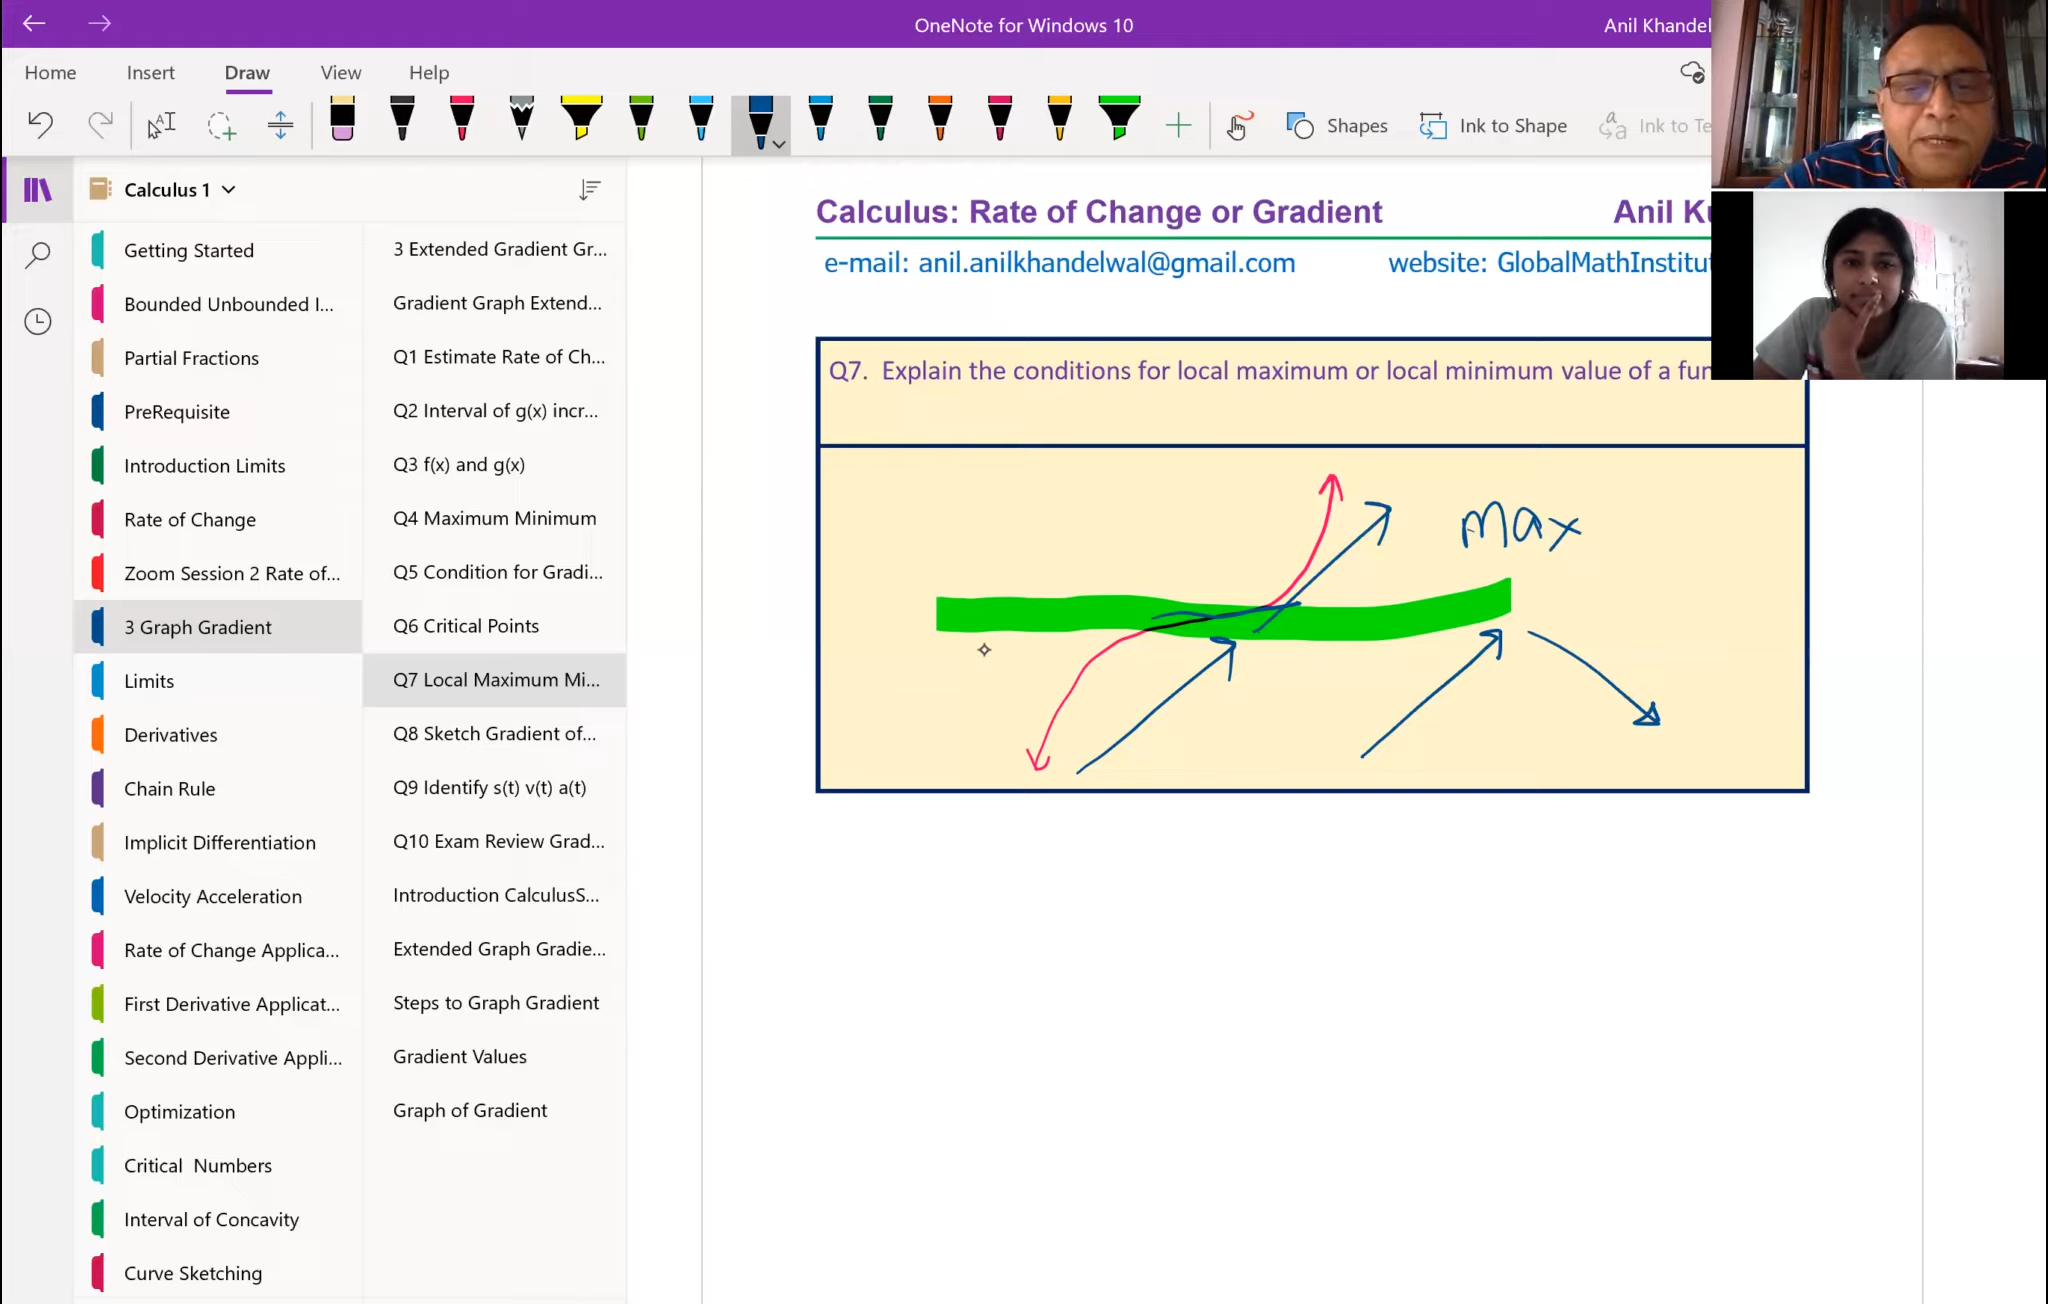 OneNote for Windows 10
Anil Khandel
Home Insert Draw View Help
Shapes Ink to Shape Ink to Te
Calculus 1
Getting Started
Bounded Unbounded I...
Partial Fractions
PreRequisite
Introduction Limits
Rate of Change
Zoom Session 2 Rate of...
3 Graph Gradient
Limits
Derivatives
Chain Rule
Implicit Differentiation
Velocity Acceleration
Rate of Change Applica...
First Derivative Applicat...
Second Derivative Appli...
Optimization
Critical Numbers
Interval of Concavity
Curve Sketching
3 Extended Gradient Gr...
Gradient Graph Extend...
Q1 Estimate Rate of Ch...
Q2 Interval of g(x) incr...
Q3 f(x) and g(x)
Q4 Maximum Minimum
Q5 Condition for Gradi...
Q6 Critical Points
Q7 Local Maximum Mi...
Q8 Sketch Gradient of...
Q9 Identify s(t) v(t) a(t)
Q10 Exam Review Grad...
Introduction CalculusS...
Extended Graph Gradie...
Steps to Graph Gradient
Gradient Values
Graph of Gradient
Calculus: Rate of Change or Gradient Anil Ku
e-mail: anil.anilkhandelwal@gmail.com website: GlobalMathInstitut
Q7. Explain the conditions for local maximum or local minimum value of a fun
max